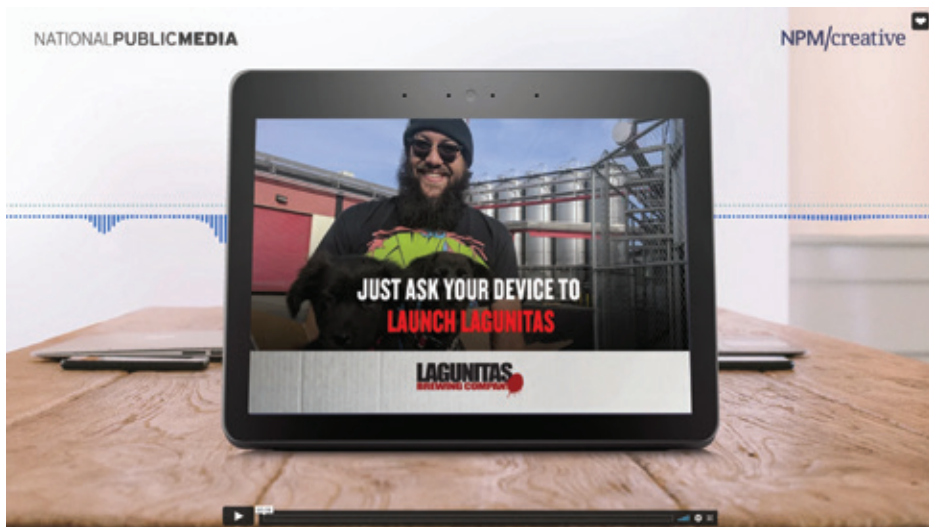 NATIONALPUBLICMEDIA
NPM/creative
JUST ASK YOUR DEVICE TO
LAUNCH LAGUNITAS
LAGUNITAS
BREWING COMPANY